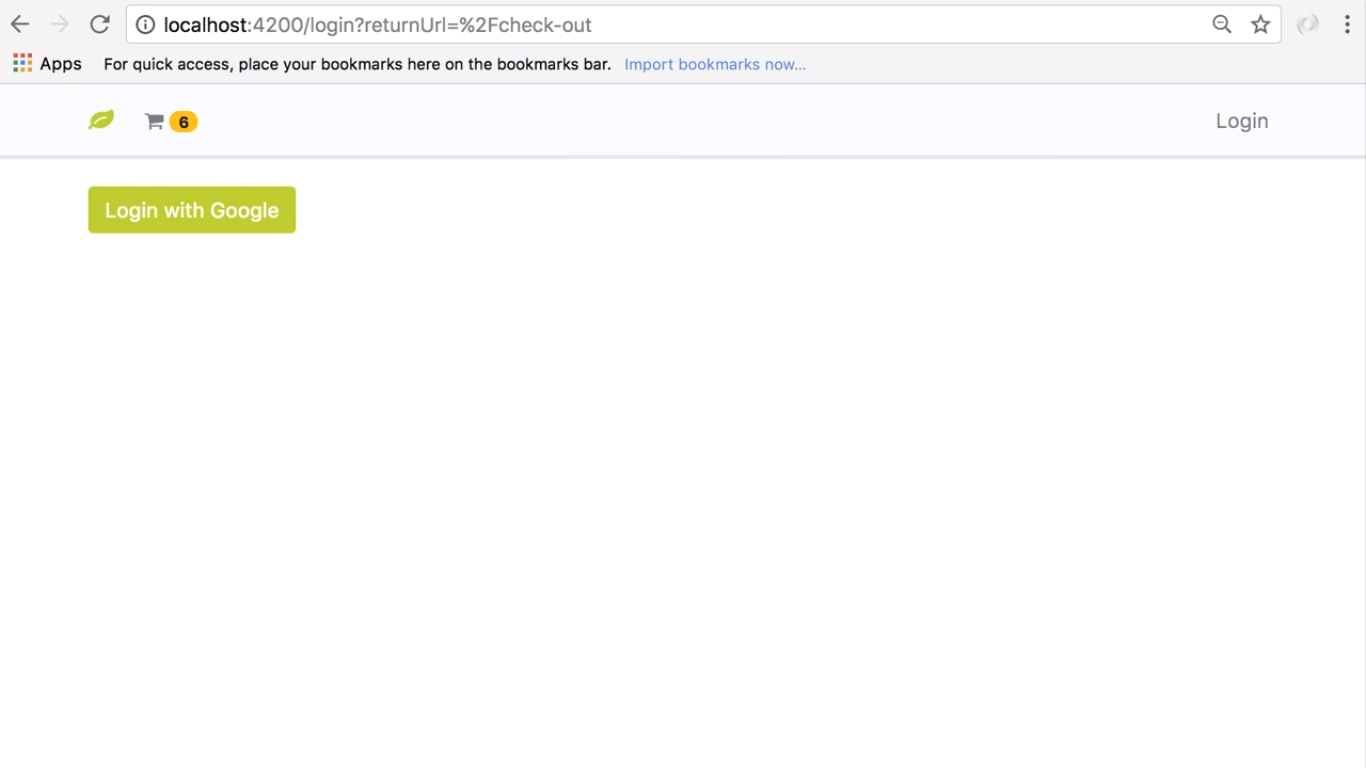 localhost:4200/login?returnUrl=%2Fcheck-out
Apps For quick access, place your bookmarks here on the bookmarks bar. Import bookmarks now...
6 Login
Login with Google